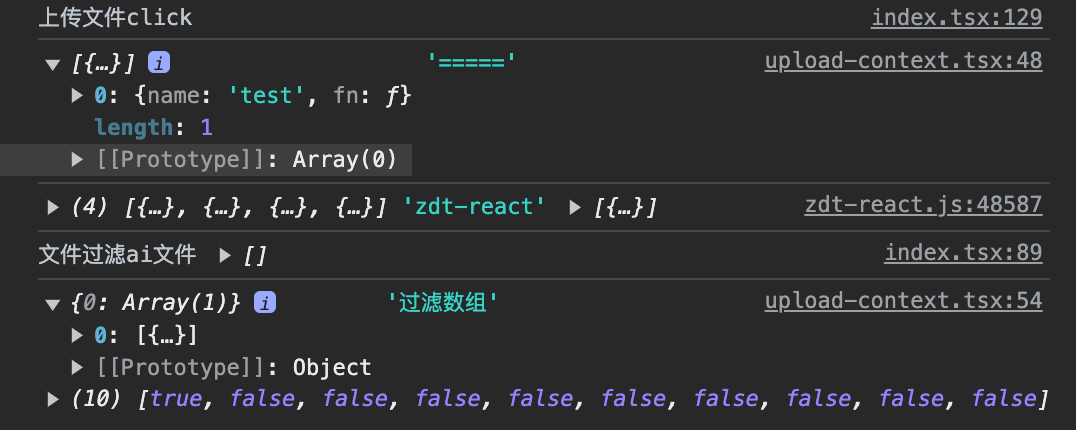 上传文件click index.tsx:129
▼ [{…}] i '=====' upload-context.tsx:48
▶ 0: {name: 'test', fn: ƒ}
length: 1
▶ [[Prototype]]: Array(0)
▶ (4) [{…}, {…}, {…}, {…}] 'zdt-react' ▶ [{…}] zdt-react.js:48587
文件过滤ai文件 ▶ [] index.tsx:89
▼ {0: Array(1)} i '过滤数组' upload-context.tsx:54
▶ 0: [{…}]
▶ [[Prototype]]: Object
▶ (10) [true, false, false, false, false, false, false, false, false, false]